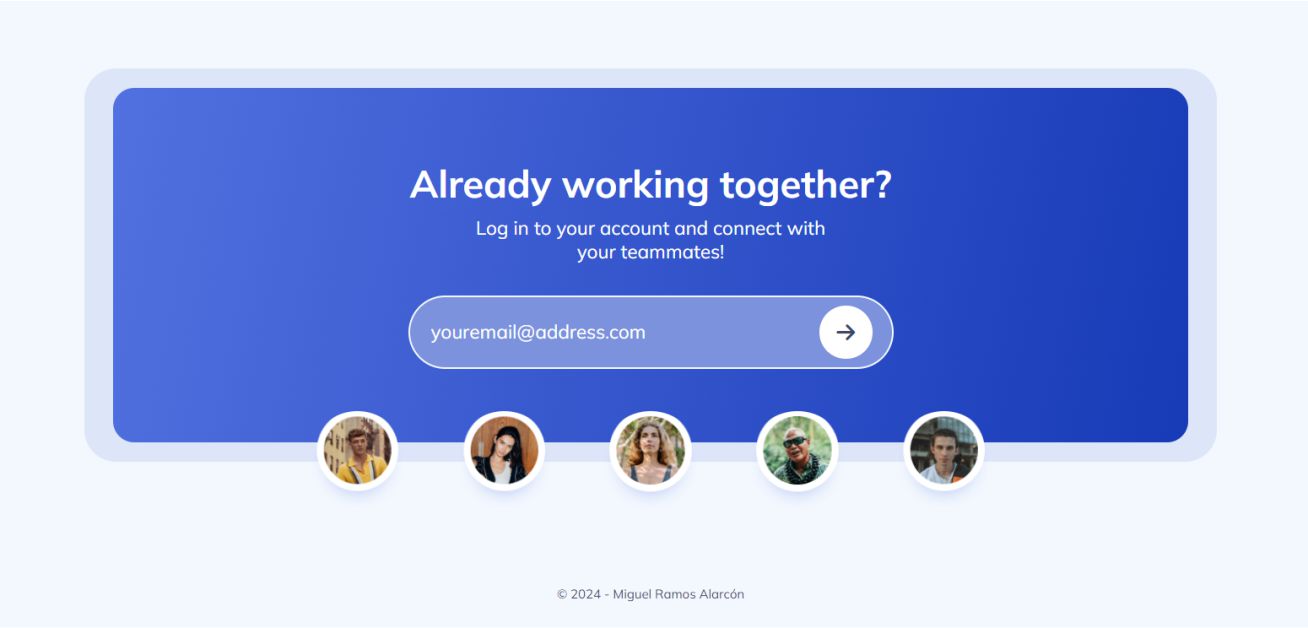 Already working together?
Log in to your account and connect with
your teammates!
youremail@address.com
© 2024 - Miguel Ramos Alarcón